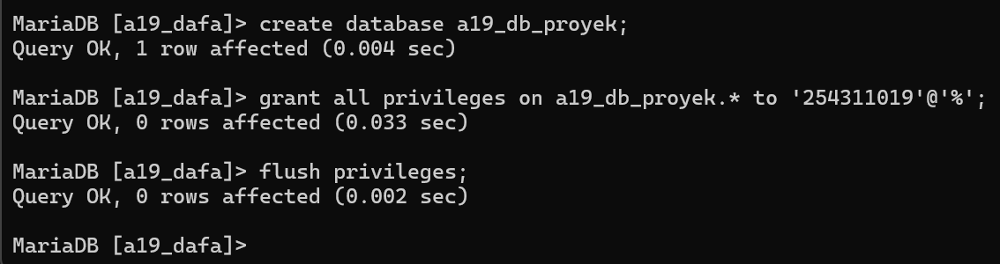 MariaDB [a19_dafa]> create database a19_db_proyek;
Query OK, 1 row affected (0.004 sec)
MariaDB [a19_dafa]> grant all privileges on a19_db_proyek.* to '254311019'@'%';
Query OK, 0 rows affected (0.033 sec)
MariaDB [a19_dafa]> flush privileges;
Query OK, 0 rows affected (0.002 sec)
MariaDB [a19_dafa]>